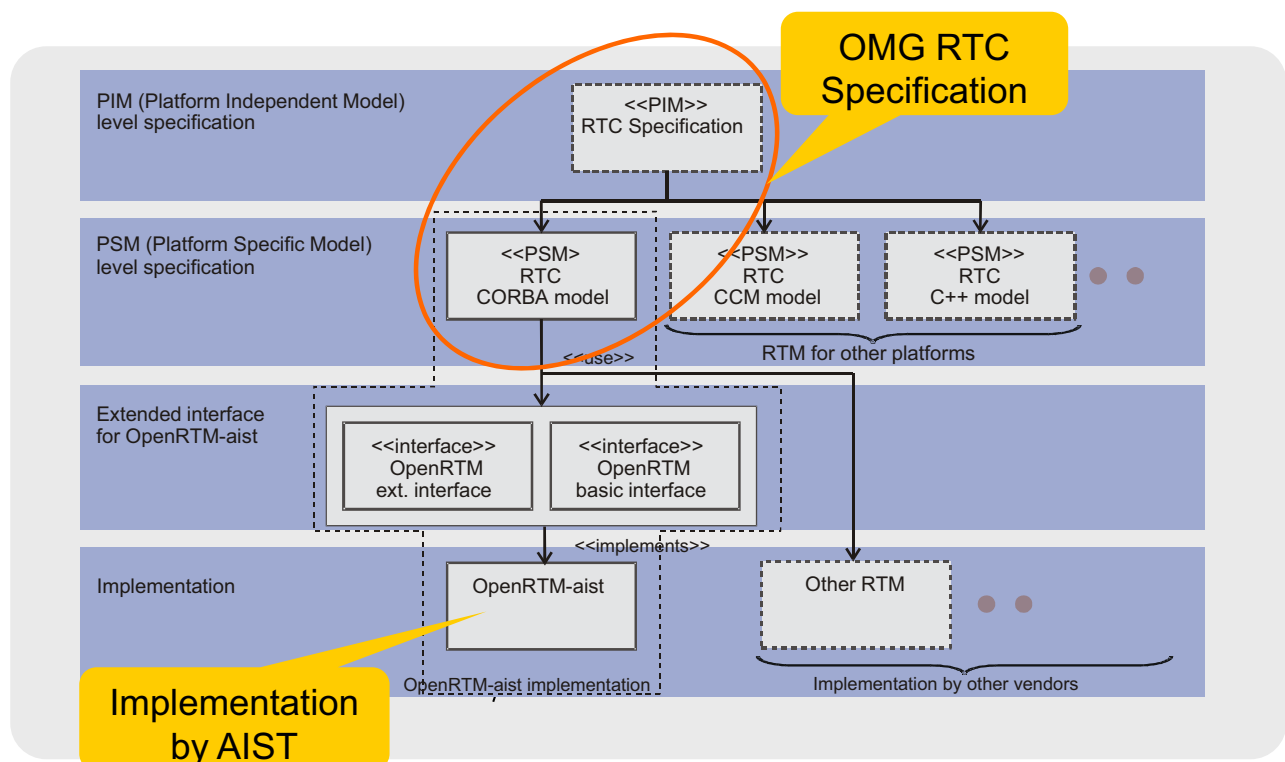 OMG RTC
Specification
PIM (Platform Independent Model)
level specification
<<PIM>>
RTC Specification
PSM (Platform Specific Model)
level specification
<<PSM>
RTC
CORBA model
<<PSM>>
RTC
CCM model
<<PSM>>
RTC
C++ model
<<use>>
RTM for other platforms
Extended interface
for OpenRTM-aist
<<interface>>
OpenRTM
ext. interface
<<interface>>
OpenRTM
basic interface
<<implements>>
Implementation
OpenRTM-aist
Other RTM
OpenRTM-aist implementation
Implementation by other vendors
Implementation
by AIST